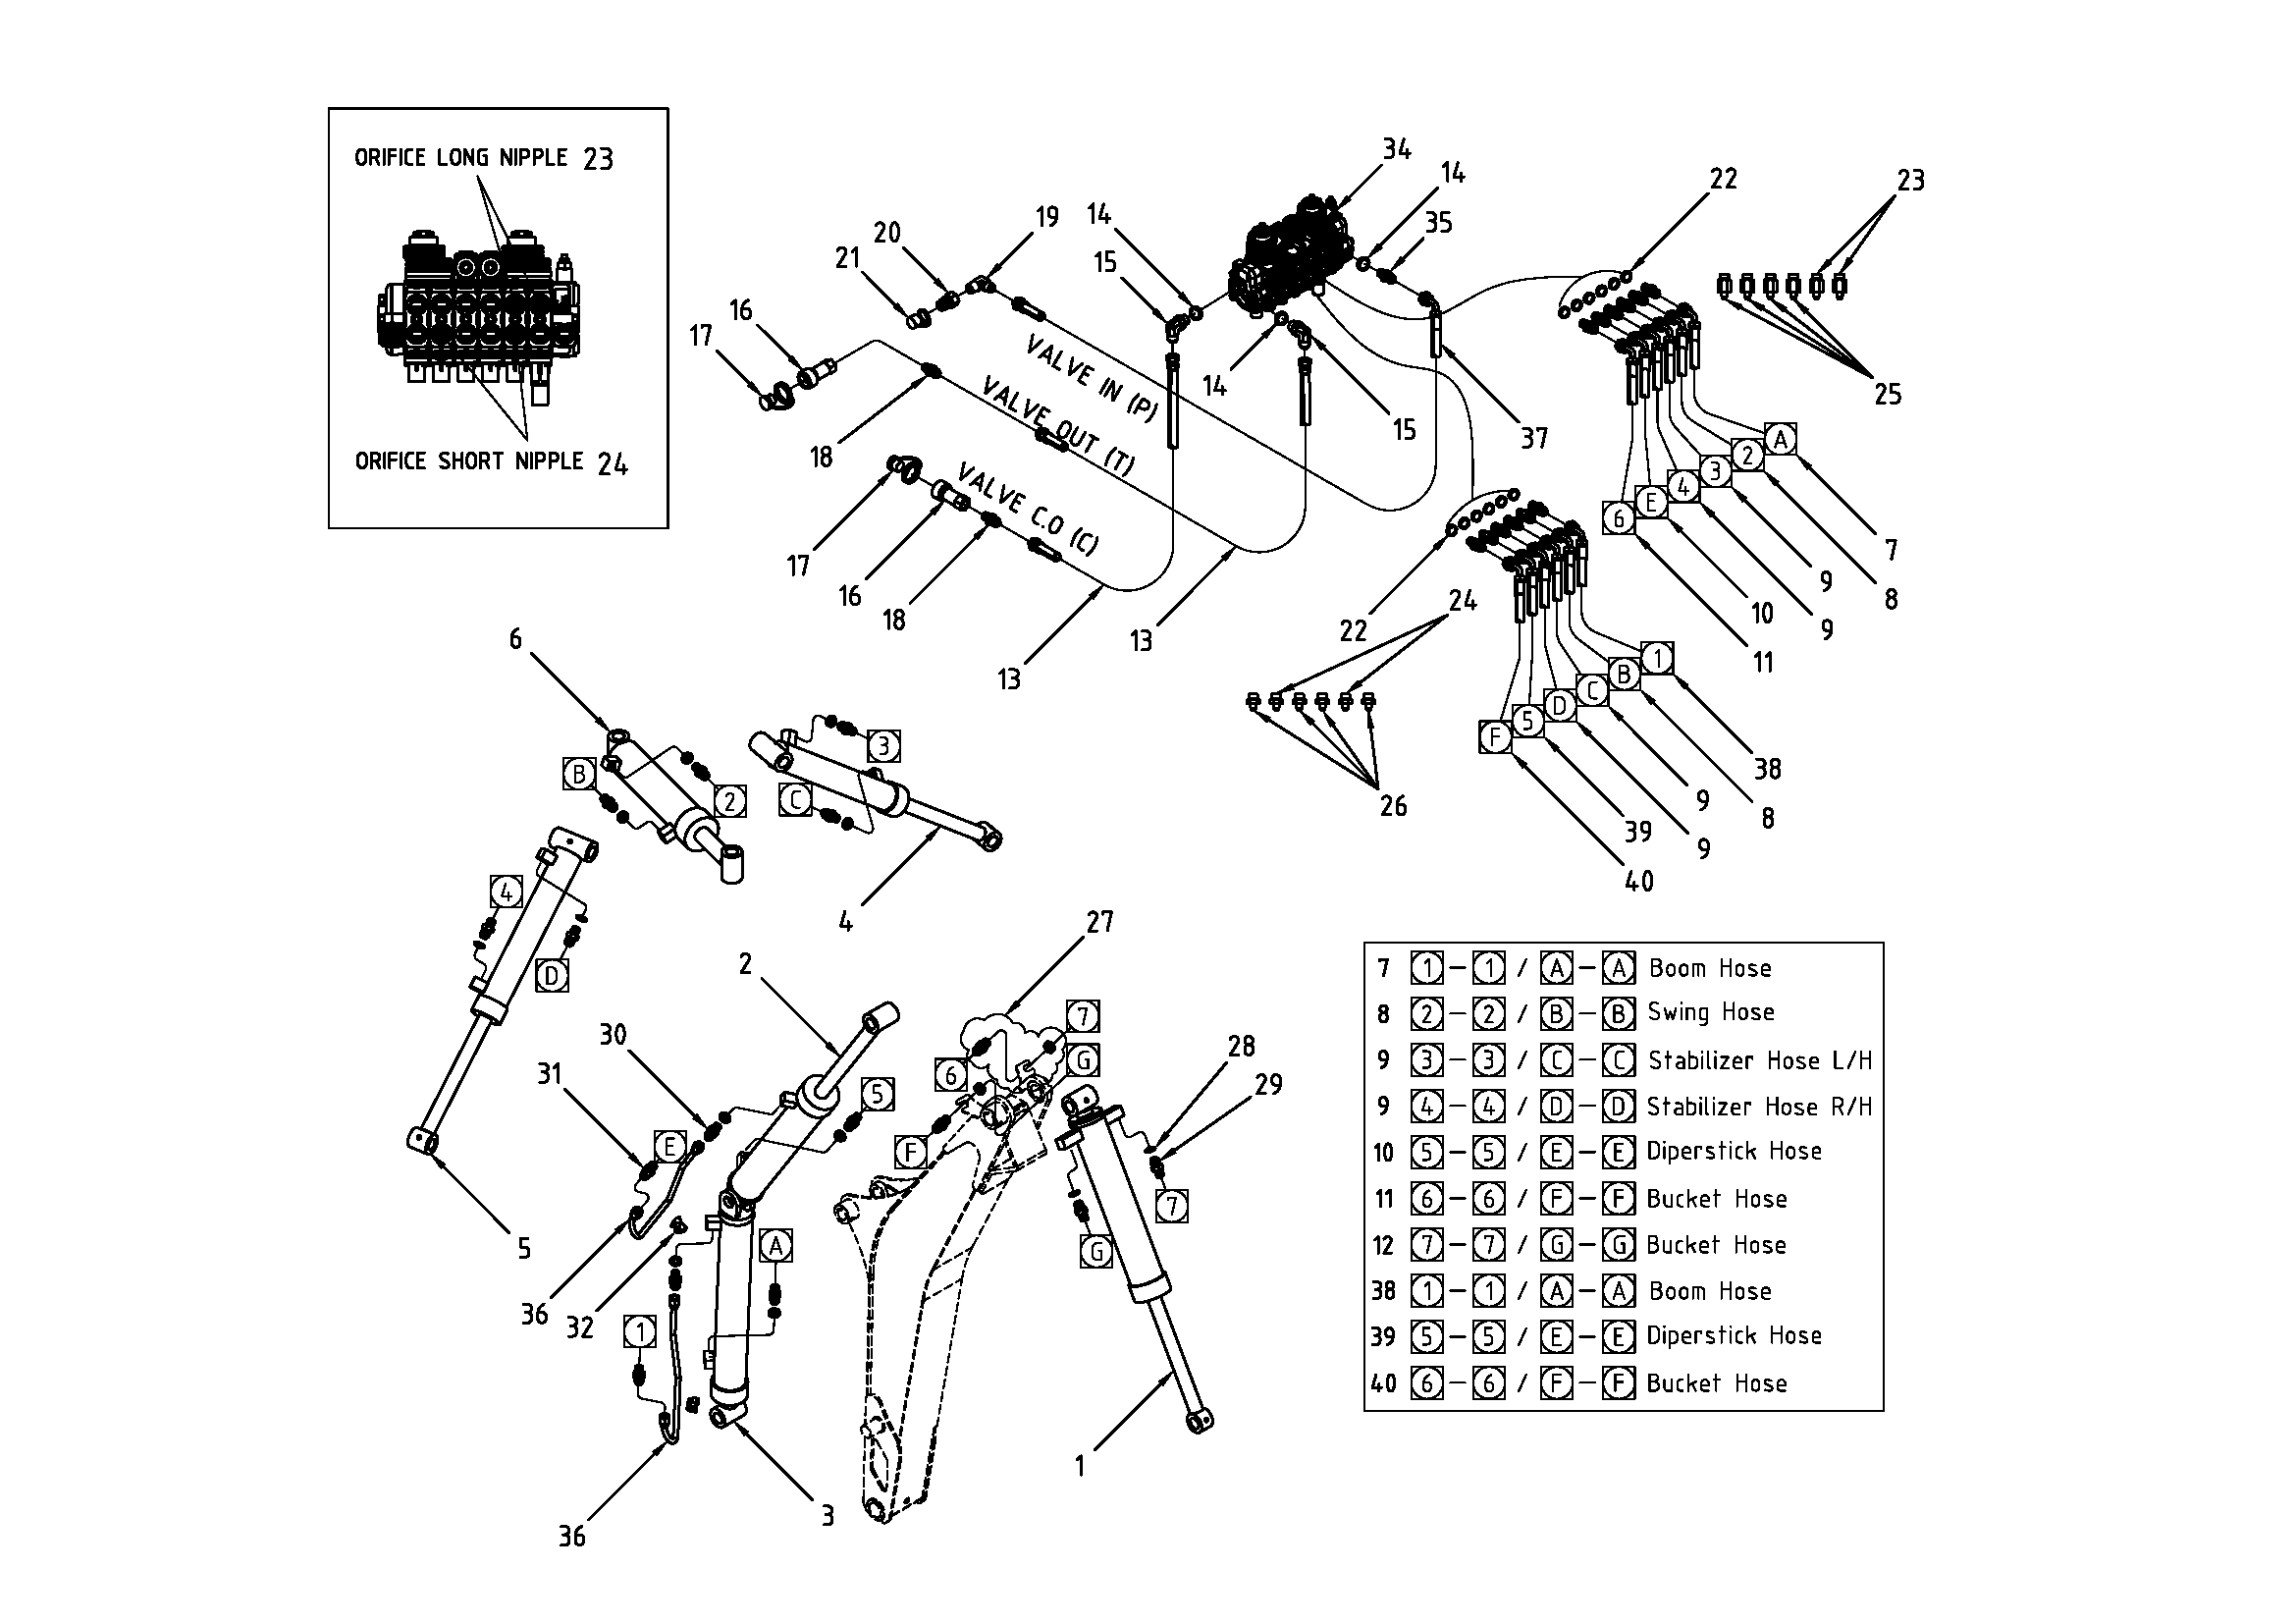 ORIFICE LONG NIPPLE 23
ORIFICE SHORT NIPPLE 24
34
14
22
23
14
19
35
20
15
21
16
17
VALVE IN (P)
14
25
18
VALVE OUT (T)
15
37
A
2
3
4
E
6
17
VALVE C.O (C)
16
18
7
9
8
10
9
11
24
22
13
13
1
B
C
D
5
F
26
38
9
8
39
9
40
6
B
2
3
C
4
4
D
5
2
30
31
E
5
36
32
A
1
36
3
27
7
6
G
F
28
29
7
G
1
7 1 - 1 / A - A Boom Hose
8 2 - 2 / B - B Swing Hose
9 3 - 3 / C - C Stabilizer Hose L/H
9 4 - 4 / D - D Stabilizer Hose R/H
10 5 - 5 / E - E Diperstick Hose
11 6 - 6 / F - F Bucket Hose
12 7 - 7 / G - G Bucket Hose
38 1 - 1 / A - A Boom Hose
39 5 - 5 / E - E Diperstick Hose
40 6 - 6 / F - F Bucket Hose